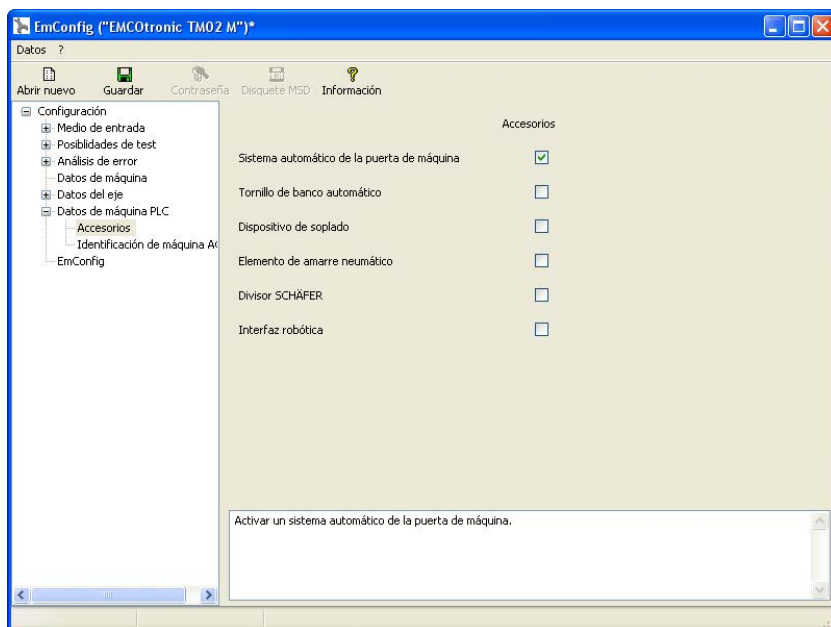 EmConfig ("EMCOtronic TM02 M")*
Datos ?
Abrir nuevo Guardar Contraseña Disquete MSD Información
Configuración
Medio de entrada
Posiblidades de test
Análisis de error
Datos de máquina
Datos del eje
Datos de máquina PLC
Accesorios
Identificación de máquina A
EmConfig
Accesorios
Sistema automático de la puerta de máquina
Tornillo de banco automático
Dispositivo de soplado
Elemento de amarre neumático
Divisor SCHÄFER
Interfaz robótica
Activar un sistema automático de la puerta de máquina.